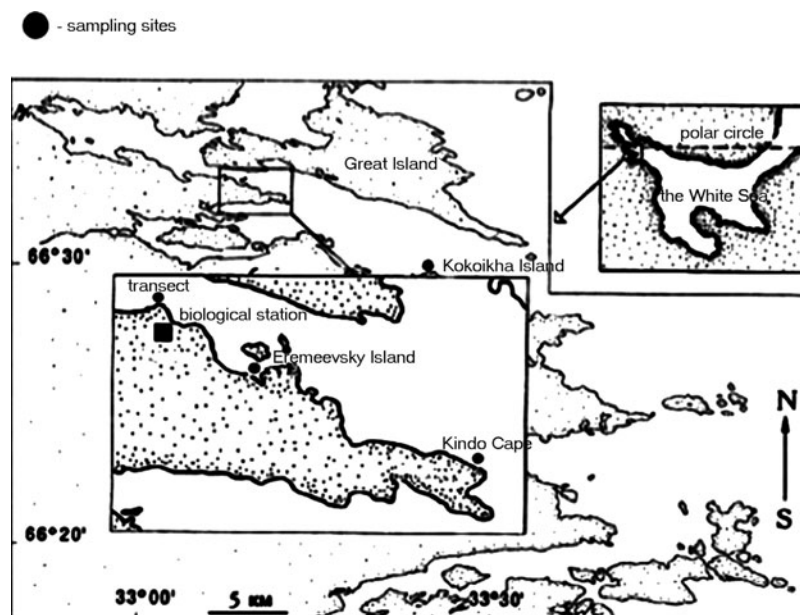 - sampling sites
polar circle
Great Island
the White Sea
66°30'
Kokoikha Island
transect
biological station
Eremeevsky Island
N
Kindo Cape
S
66°20'
33°00'
5 KM
33°30'